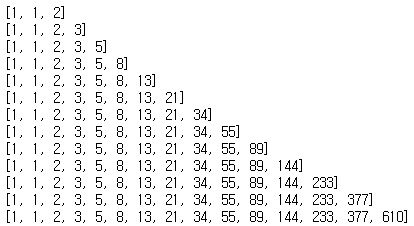 [1, 1, 2]
[1, 1, 2, 3]
[1, 1, 2, 3, 5]
[1, 1, 2, 3, 5, 8]
[1, 1, 2, 3, 5, 8, 13]
[1, 1, 2, 3, 5, 8, 13, 21]
[1, 1, 2, 3, 5, 8, 13, 21, 34]
[1, 1, 2, 3, 5, 8, 13, 21, 34, 55]
[1, 1, 2, 3, 5, 8, 13, 21, 34, 55, 89]
[1, 1, 2, 3, 5, 8, 13, 21, 34, 55, 89, 144]
[1, 1, 2, 3, 5, 8, 13, 21, 34, 55, 89, 144, 233]
[1, 1, 2, 3, 5, 8, 13, 21, 34, 55, 89, 144, 233, 377]
[1, 1, 2, 3, 5, 8, 13, 21, 34, 55, 89, 144, 233, 377, 610]